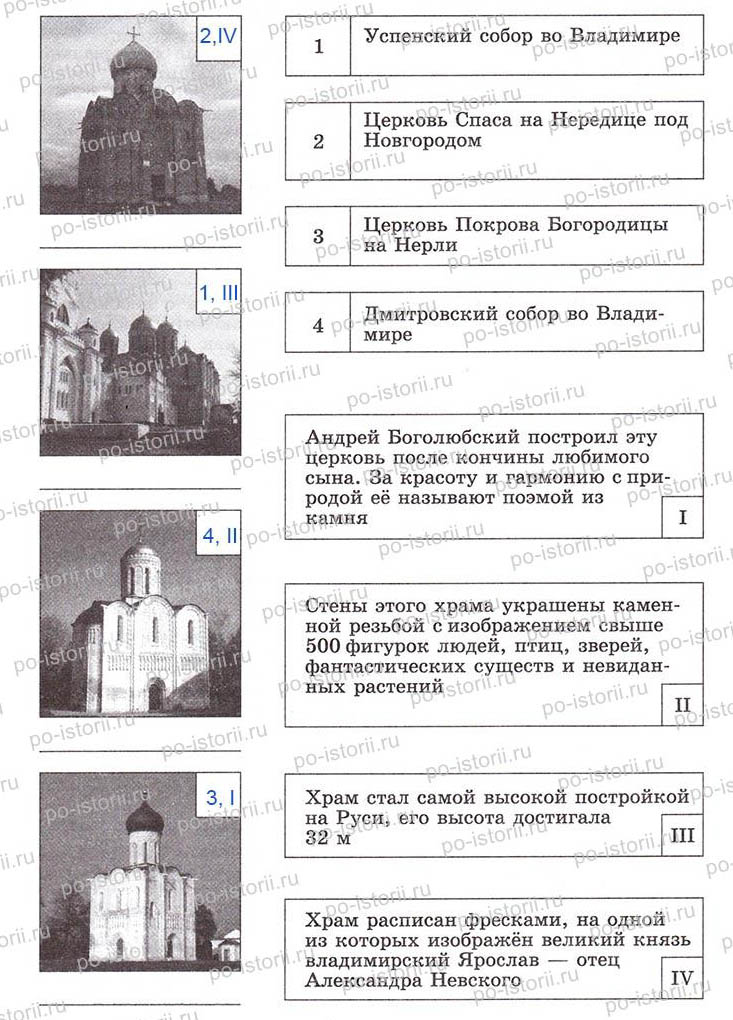 2,IV
1
Успенский собор во Владимире
2
Церковь Спаса на Нередице под
Новгородом
3
Церковь Покрова Богородицы
на Нерли
1, III
4
Дмитровский собор во Влади-
мире
Андрей Боголюбский построил эту
церковь после кончины любимого
сына. За красоту и гармонию с при-
родой её называют поэмой из
камня
I
4, II
Стены этого храма украшены камен-
ной резьбой с изображением свыше
500 фигурок людей, птиц, зверей,
фантастических существ и невидан-
ных растений
II
3, I
Храм стал самой высокой постройкой
на Руси, его высота достигала
32 м
III
Храм расписан фресками, на одной
из которых изображён великий князь
владимирский Ярослав — отец
Александра Невского
IV
po-istorii.ru